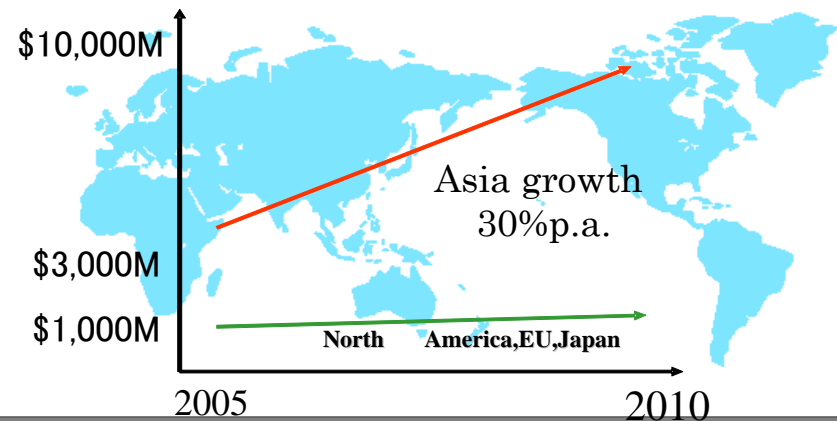 $10,000M
Asia growth
30%p.a.
$3,000M
$1,000M
North America,EU,Japan
2005
2010